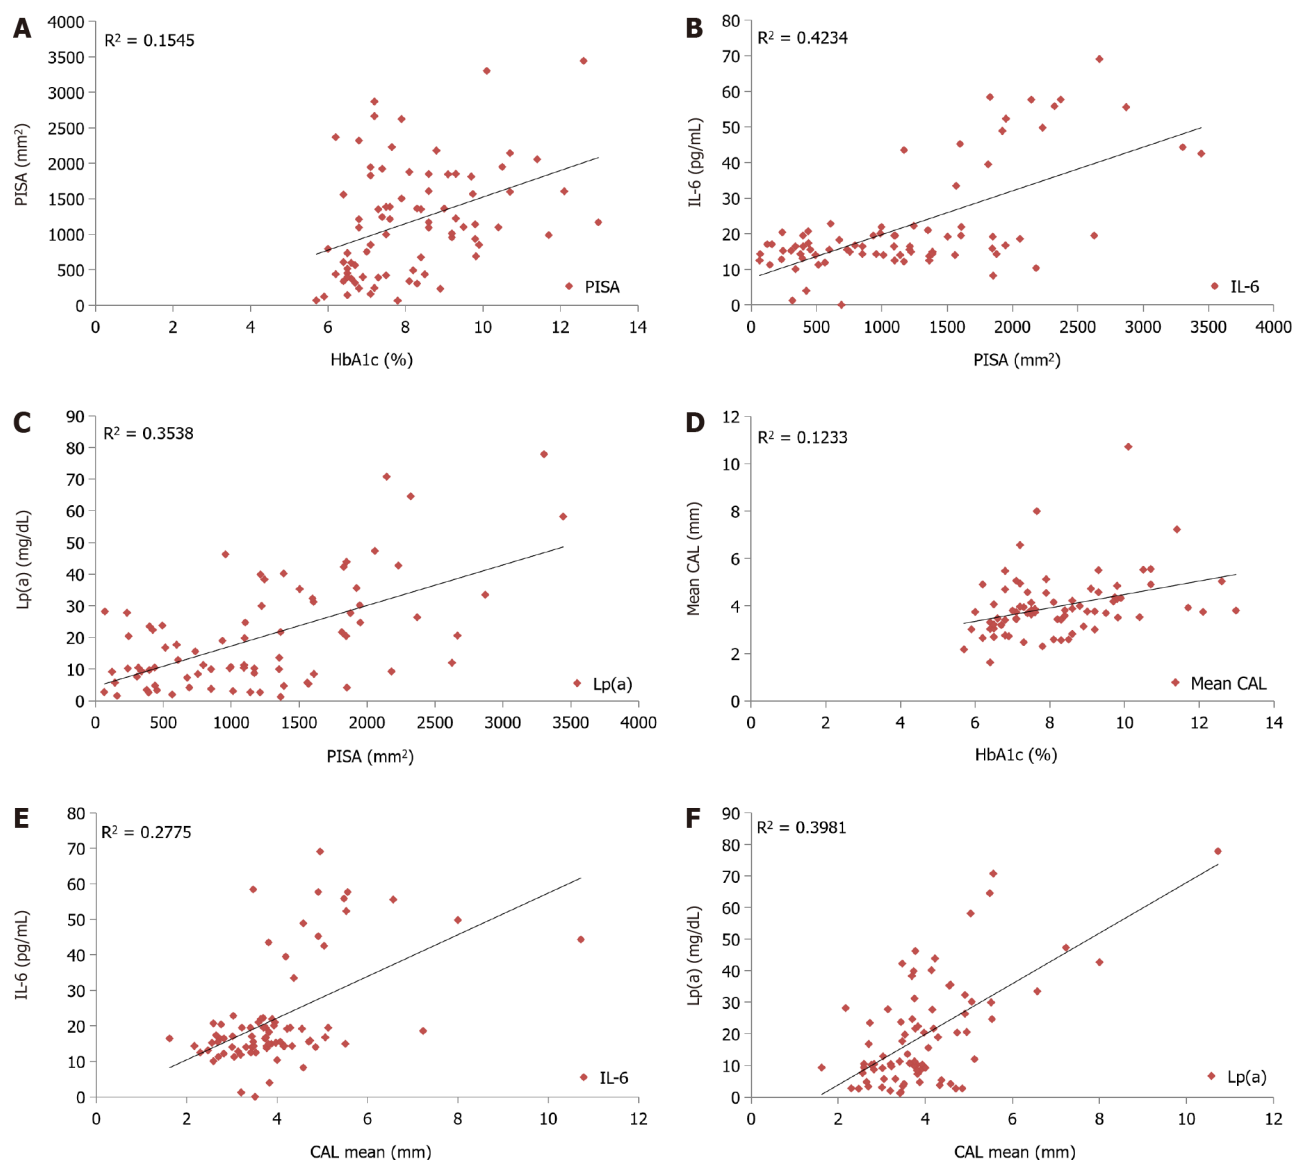 A
R² = 0.1545
PISA (mm²)
4000
3500
3000
2500
2000
1500
1000
500
0
0 2 4 6 8 10 12 14
HbA1c (%)
PISA
B
R² = 0.4234
IL-6 (pg/mL)
80
70
60
50
40
30
20
10
0
0 500 1000 1500 2000 2500 3000 3500 4000
PISA (mm²)
IL-6
C
R² = 0.3538
Lp(a) (mg/dL)
90
80
70
60
50
40
30
20
10
0
0 500 1000 1500 2000 2500 3000 3500 4000
PISA (mm²)
Lp(a)
D
R² = 0.1233
Mean CAL (mm)
12
10
8
6
4
2
0
0 2 4 6 8 10 12 14
HbA1c (%)
Mean CAL
E
R² = 0.2775
IL-6 (pg/mL)
80
70
60
50
40
30
20
10
0
0 2 4 6 8 10 12
CAL mean (mm)
IL-6
F
R² = 0.3981
Lp(a) (mg/dL)
90
80
70
60
50
40
30
20
10
0
0 2 4 6 8 10 12
CAL mean (mm)
Lp(a)